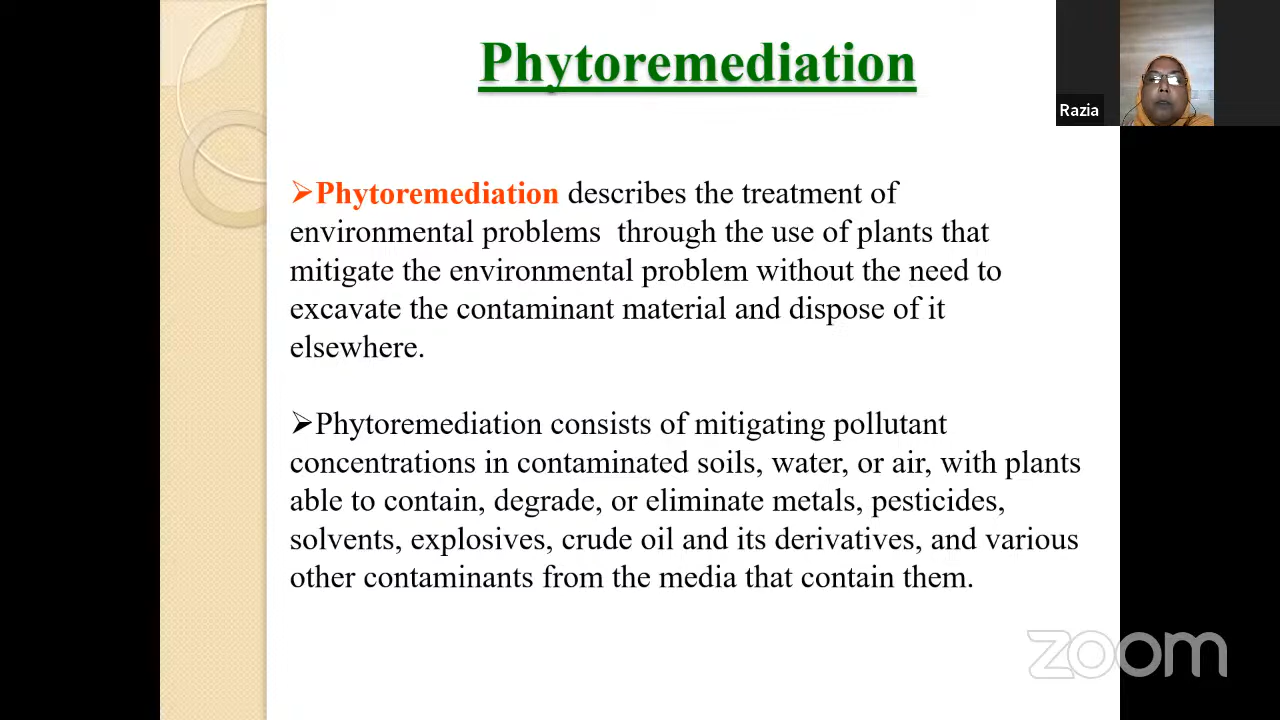 Phytoremediation
Razia
➢Phytoremediation describes the treatment of
environmental problems  through the use of plants that
mitigate the environmental problem without the need to
excavate the contaminant material and dispose of it
elsewhere.
➢Phytoremediation consists of mitigating pollutant
concentrations in contaminated soils, water, or air, with plants
able to contain, degrade, or eliminate metals, pesticides,
solvents, explosives, crude oil and its derivatives, and various
other contaminants from the media that contain them.
zoom